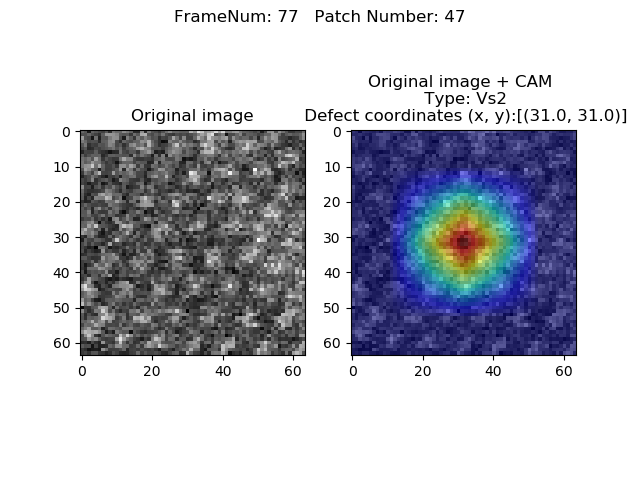 FrameNum: 77   Patch Number: 47
Original image
Original image + CAM
Type: Vs2
Defect coordinates (x, y):[(31.0, 31.0)]
0
10
20
30
40
50
60
0 20 40 60
0
10
20
30
40
50
60
0 20 40 60